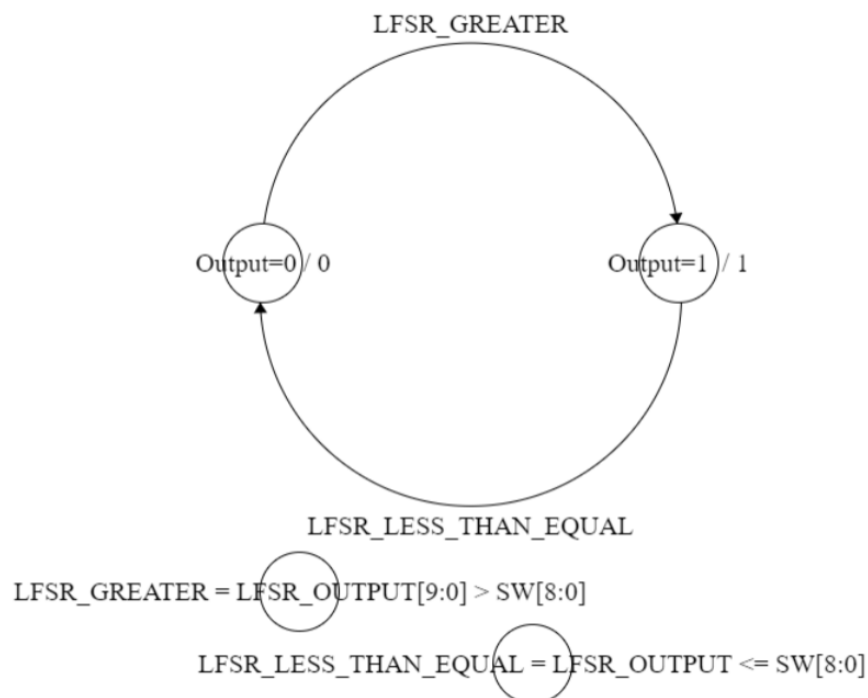 LFSR_GREATER
Output=0 / 0
Output=1 / 1
LFSR_LESS_THAN_EQUAL
LFSR_GREATER = LFSR_OUTPUT[9:0] > SW[8:0]
LFSR_LESS_THAN_EQUAL = LFSR_OUTPUT <= SW[8:0]